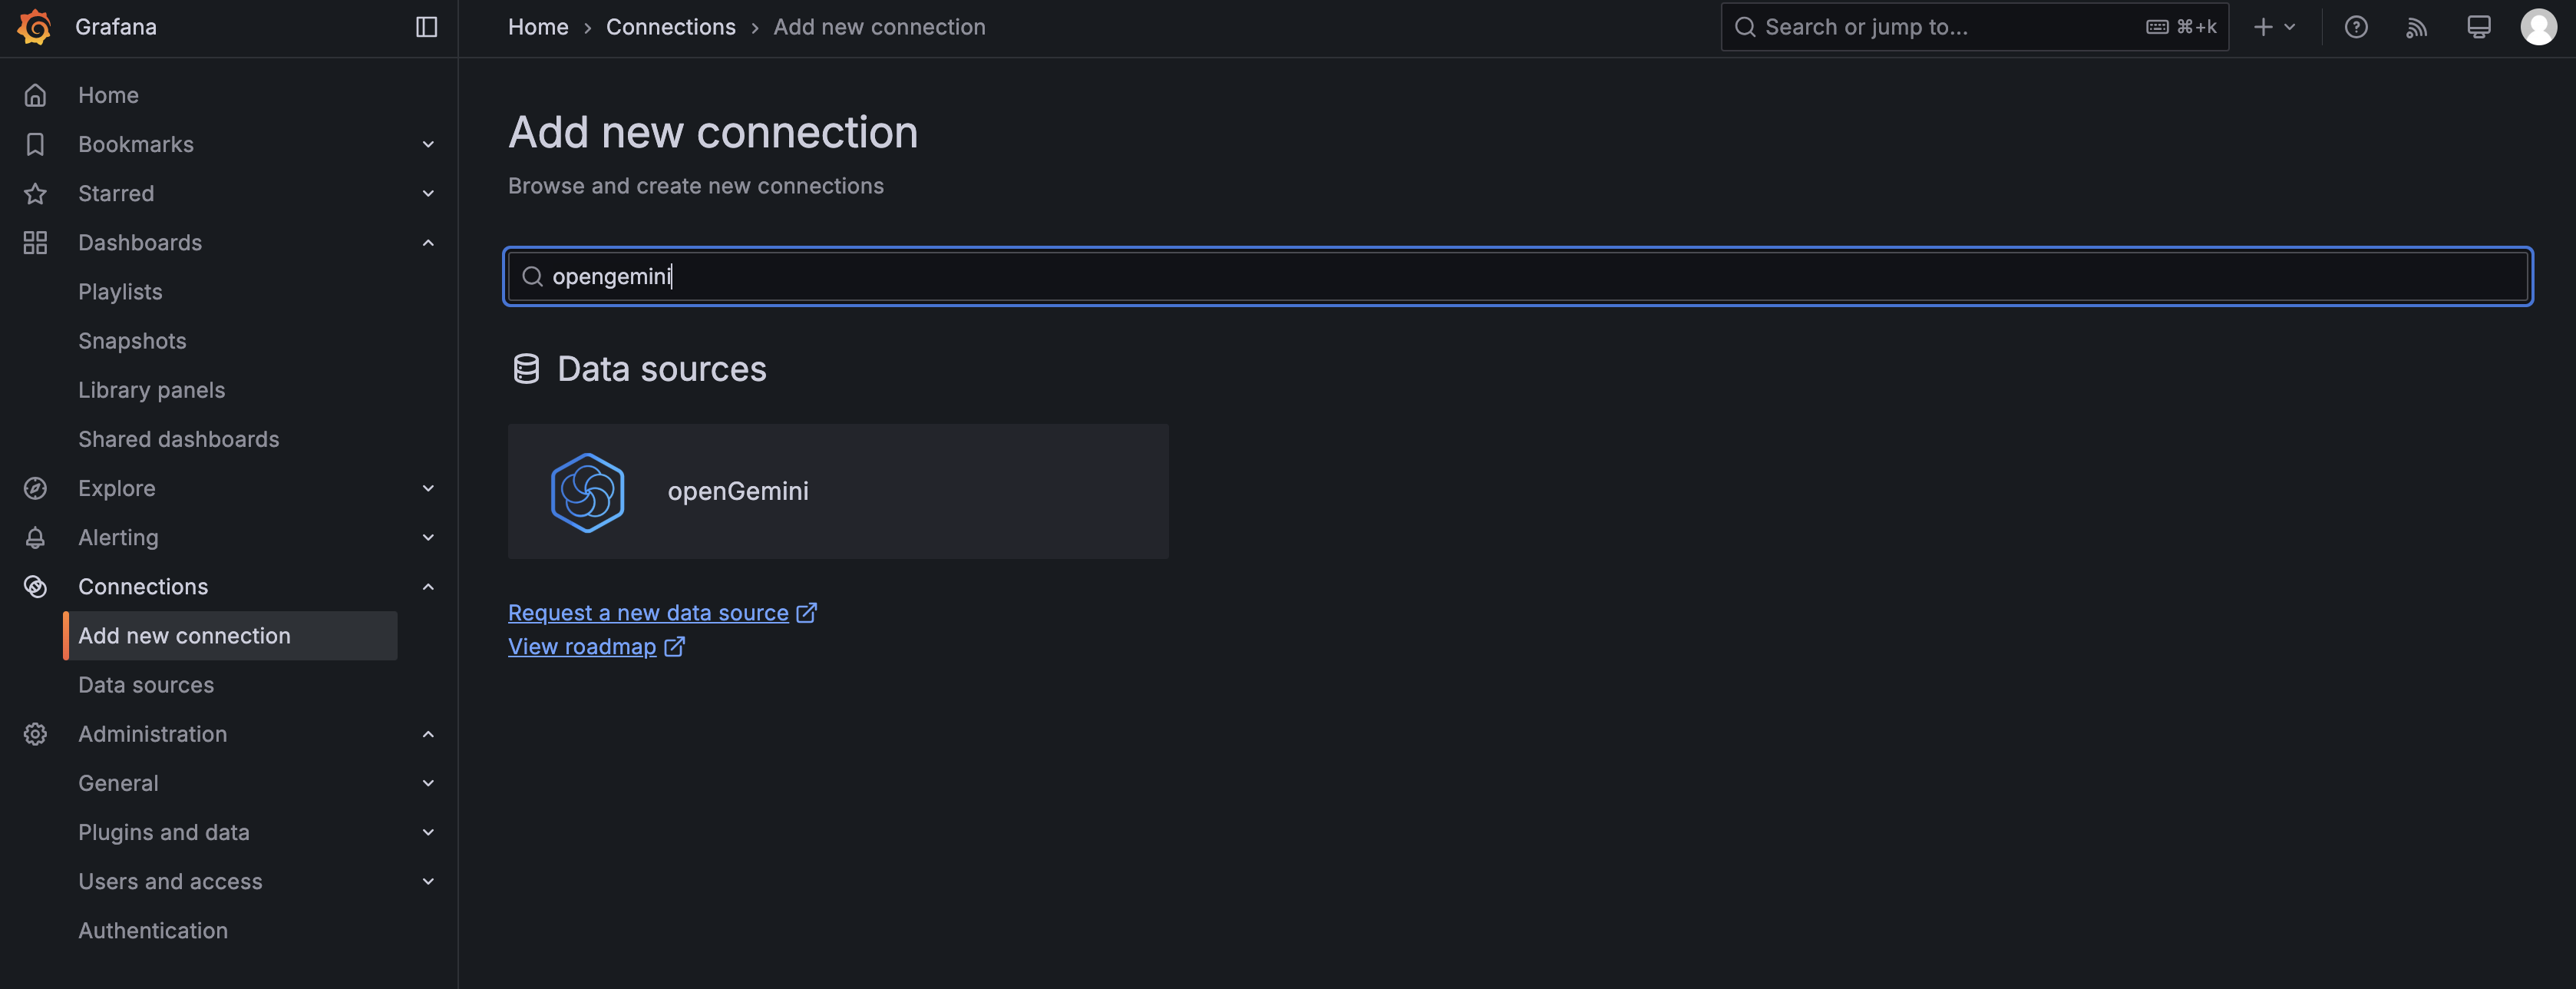 Grafana
Home › Connections › Add new connection
Search or jump to... ⌘+k
Home
Bookmarks
Starred
Dashboards
Playlists
Snapshots
Library panels
Shared dashboards
Explore
Alerting
Connections
Add new connection
Data sources
Administration
General
Plugins and data
Users and access
Authentication
Add new connection
Browse and create new connections
opengemini
Data sources
openGemini
Request a new data source
View roadmap